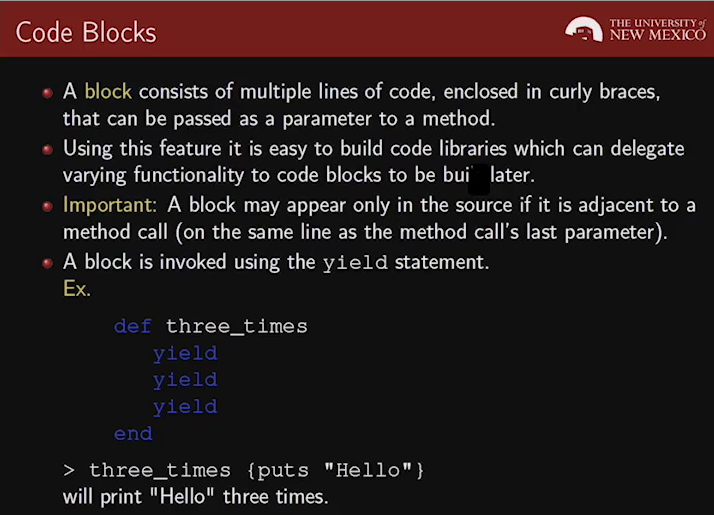 Code Blocks
THE UNIVERSITY of
NEW MEXICO
A block consists of multiple lines of code, enclosed in curly braces,
that can be passed as a parameter to a method.
Using this feature it is easy to build code libraries which can delegate
varying functionality to code blocks to be later.
Important: A block may appear only in the source if it is adjacent to a
method call (on the same line as the method call's last parameter).
A block is invoked using the yield statement.
Ex.
def three_times
yield
yield
yield
end
> three_times {puts "Hello"}
will print "Hello" three times.